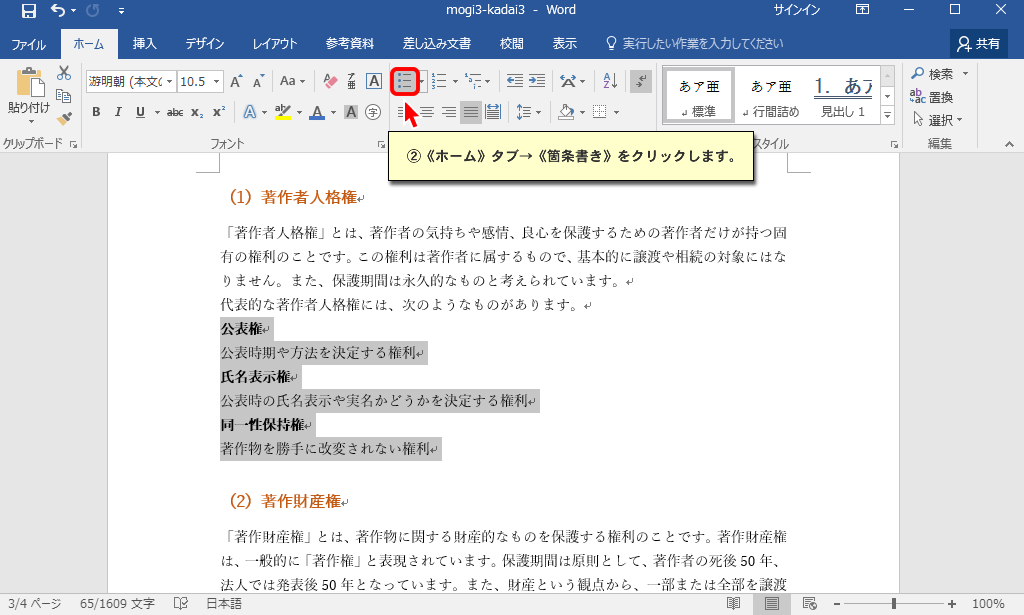 mogi3-kadai3 - Word
サインイン
ファイル ホーム 挿入 デザイン レイアウト 参考資料 差し込み文書 校閲 表示 実行したい作業を入力してください 共有
貼り付け
游明朝 (本文の
10.5
Aa
B I U abc x₂ x²
標準
行間詰め
見出し 1
検索
置換
選択
クリップボード
フォント
スタイル
編集
②《ホーム》タブ→《箇条書き》をクリックします。
(1) 著作者人格権
「著作者人格権」とは、著作者の気持ちや感情、良心を保護するための著作者だけが持つ固
有の権利のことです。この権利は著作者に属するもので、基本的に譲渡や相続の対象にはな
りません。また、保護期間は永久的なものと考えられています。
代表的な著作者人格権には、次のようなものがあります。
公表権
公表時期や方法を決定する権利
氏名表示権
公表時の氏名表示や実名かどうかを決定する権利
同一性保持権
著作物を勝手に改変されない権利
(2) 著作財産権
「著作財産権」とは、著作物に関する財産的なものを保護する権利のことです。著作財産権
は、一般的に「著作権」と表現されています。保護期間は原則として、著作者の死後 50 年、
法人では発表後 50 年となっています。また、財産という観点から、一部または全部を譲渡
3/4 ページ 65/1609 文字 日本語 100%